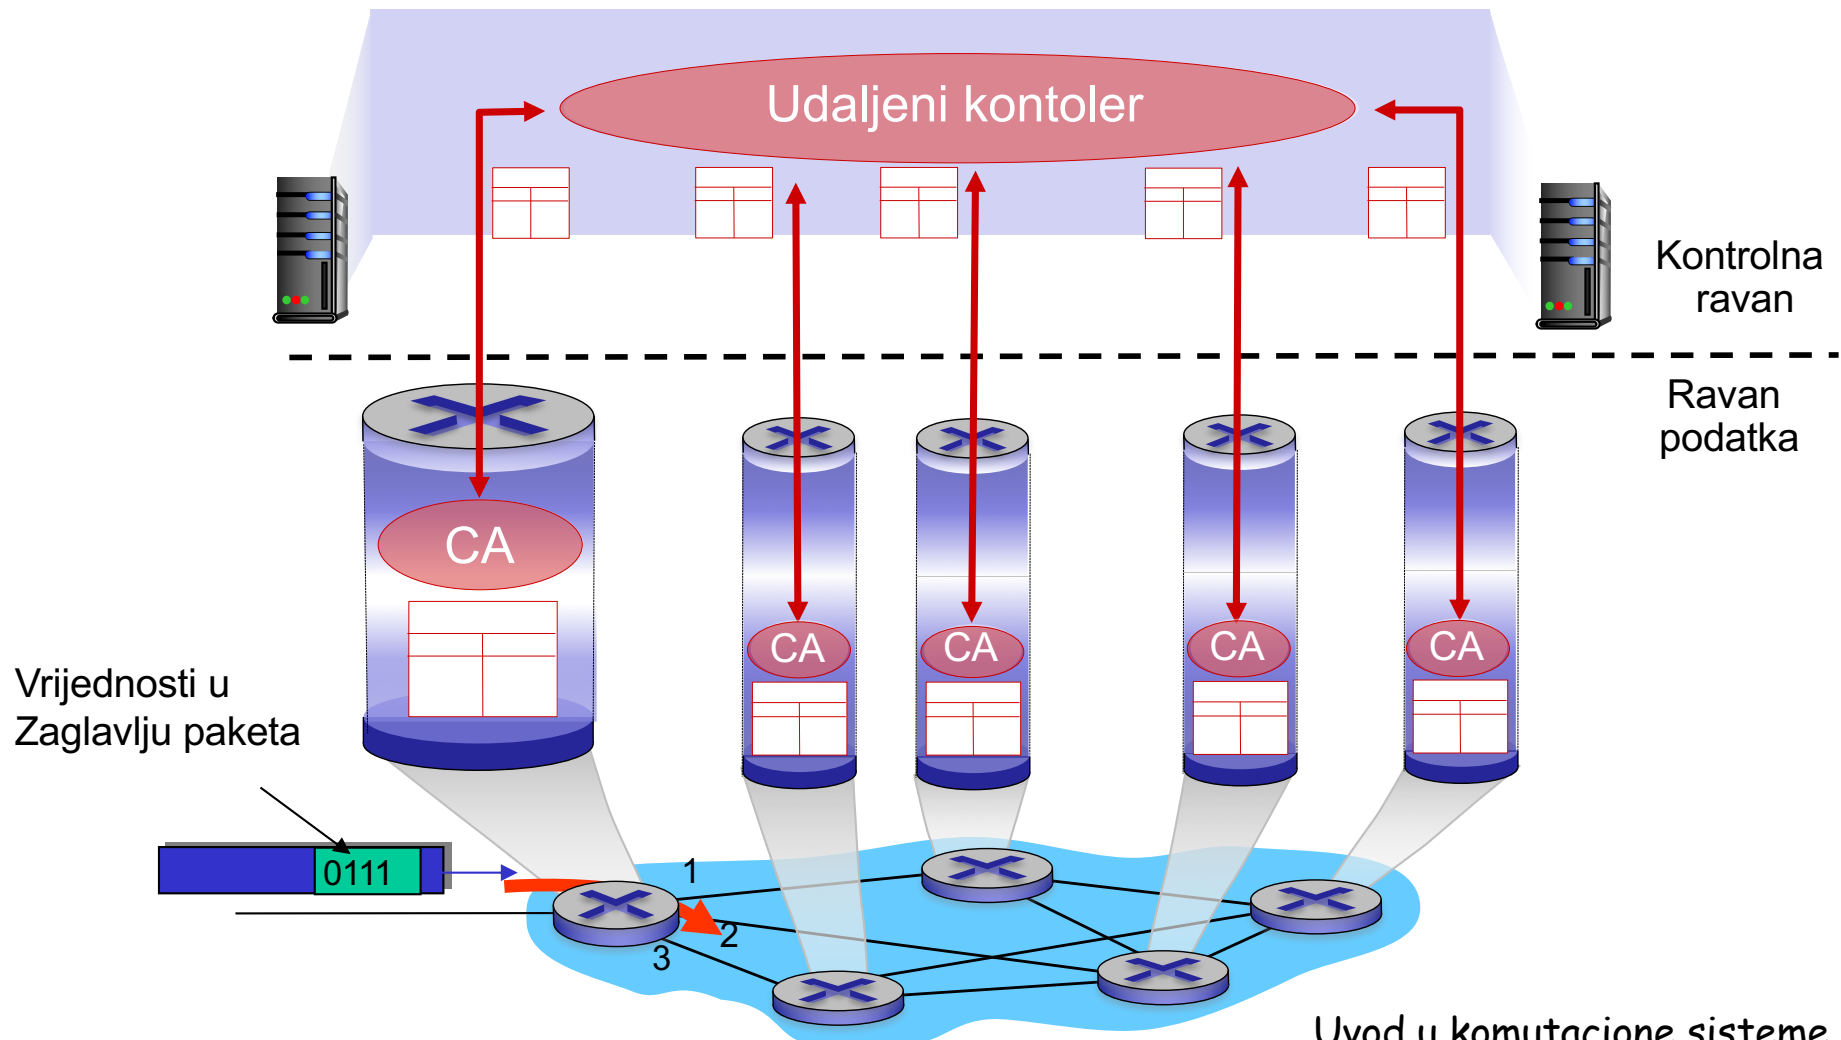 Udaljeni kontoler
Kontrolna
ravan
Ravan
podatka
CA
CA
CA
CA
CA
Vrijednosti u
Zaglavlju paketa
0111
1
2
3
Uvod u komutacione sisteme